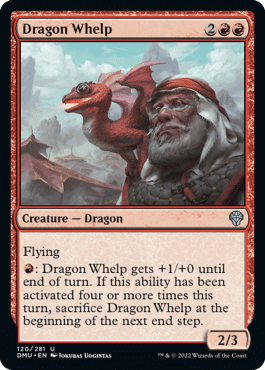 Dragon Whelp 2
Creature — Dragon
Flying
: Dragon Whelp gets +1/+0 until
end of turn. If this ability has been
activated four or more times this
turn, sacrifice Dragon Whelp at the
beginning of the next end step.
2/3
120/281 U
DMU • EN Iokubas Uogintas
™ & © 2022 Wizards of the Coast